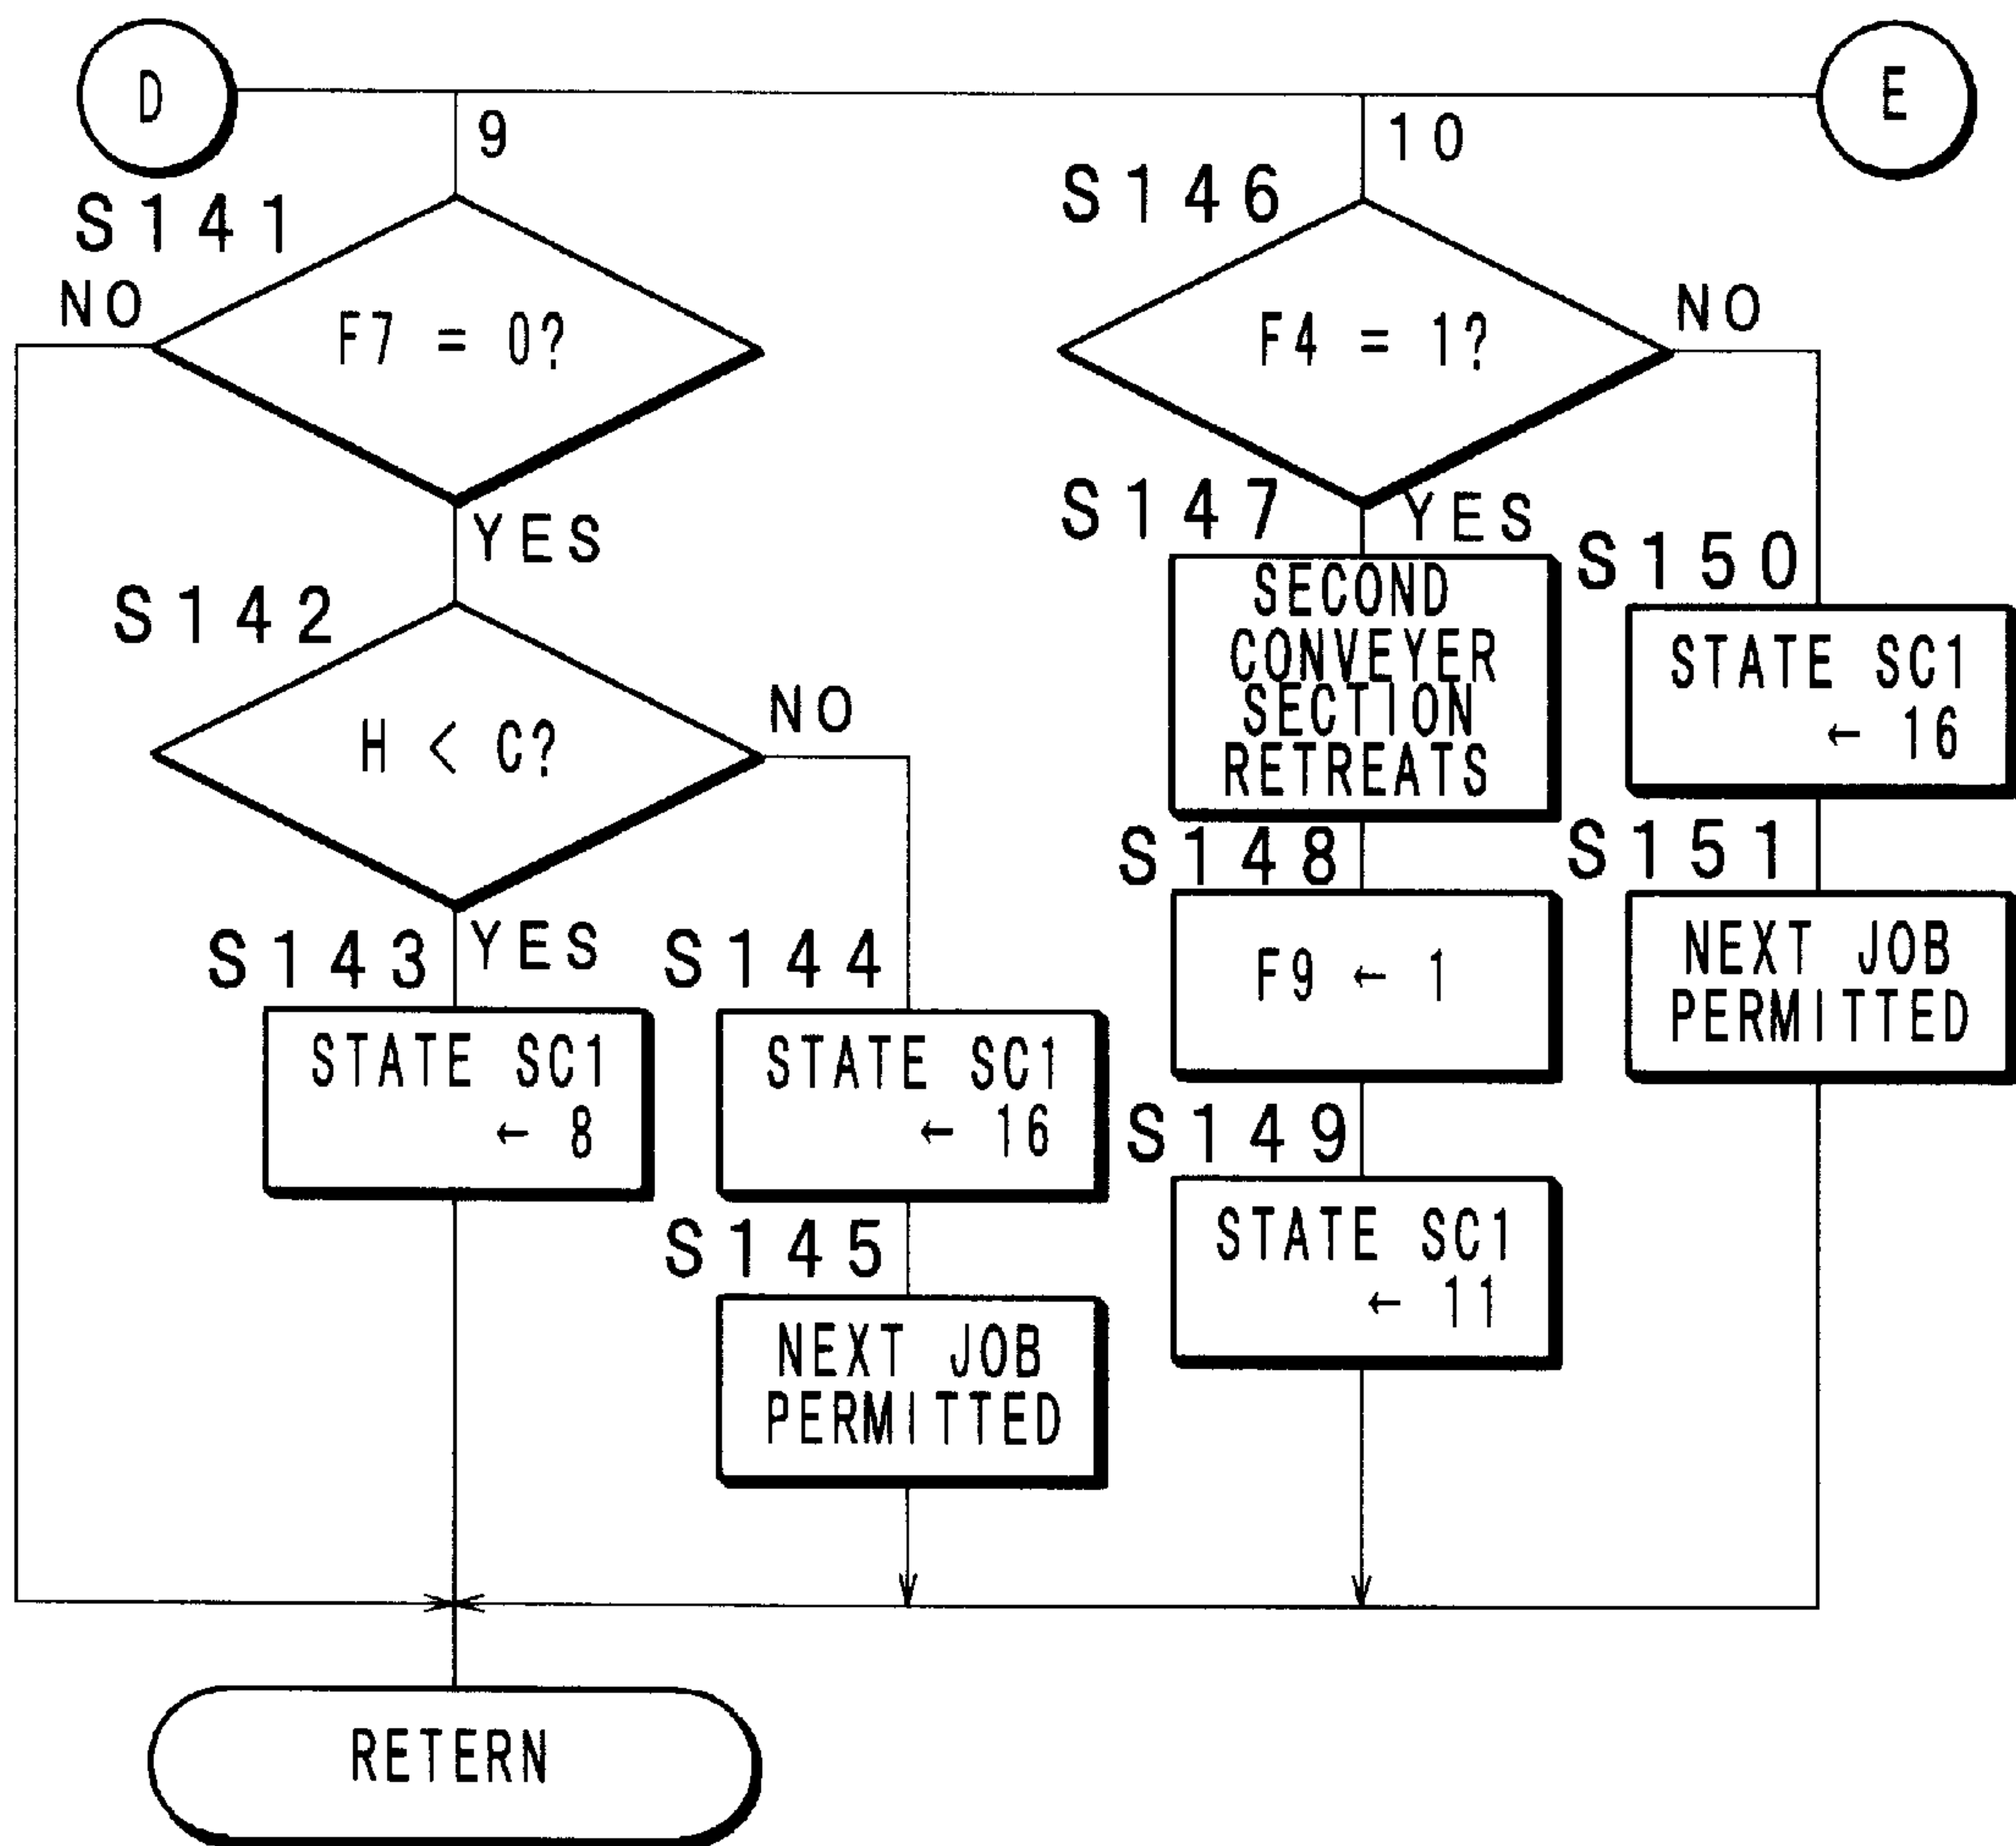 D
E
9
10
S141
S146
NO
F7 = 0?
F4 = 1?
NO
YES
S147
YES
S142
SECOND
CONVEYER
SECTION
RETREATS
S150
H < C?
NO
STATE SC1
← 16
S148
S151
S143
YES
S144
F9 ← 1
NEXT JOB
PERMITTED
STATE SC1
← 8
STATE SC1
← 16
S149
S145
STATE SC1
← 11
NEXT JOB
PERMITTED
RETERN